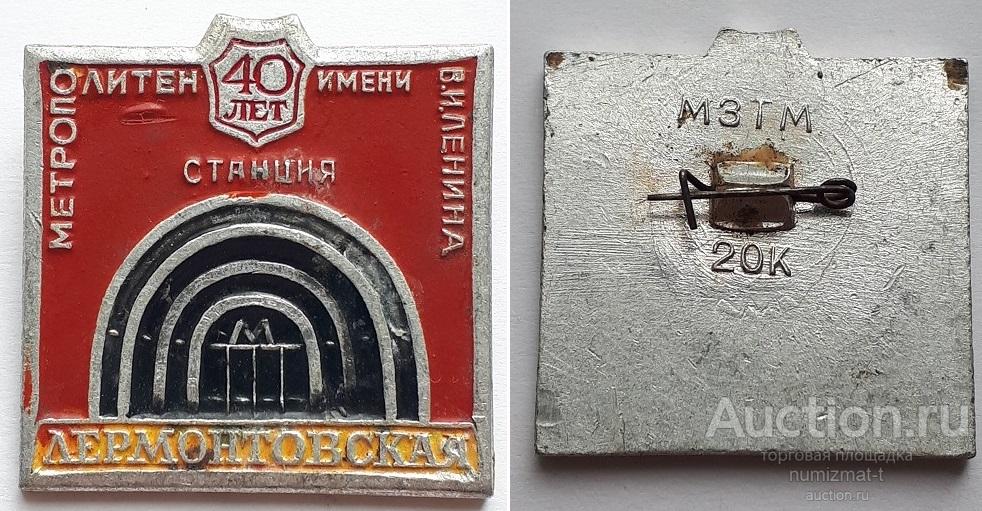 МЕТРОПОЛИТЕН
40
ЛЕТ
ИМЕНИ
В.И.ЛЕНИНА
СТАНЦИЯ
М
ЛЕРМОНТОВСКАЯ
МЗТМ
20К
Auction.ru
торговая площадка
numizmat-t
auction.ru